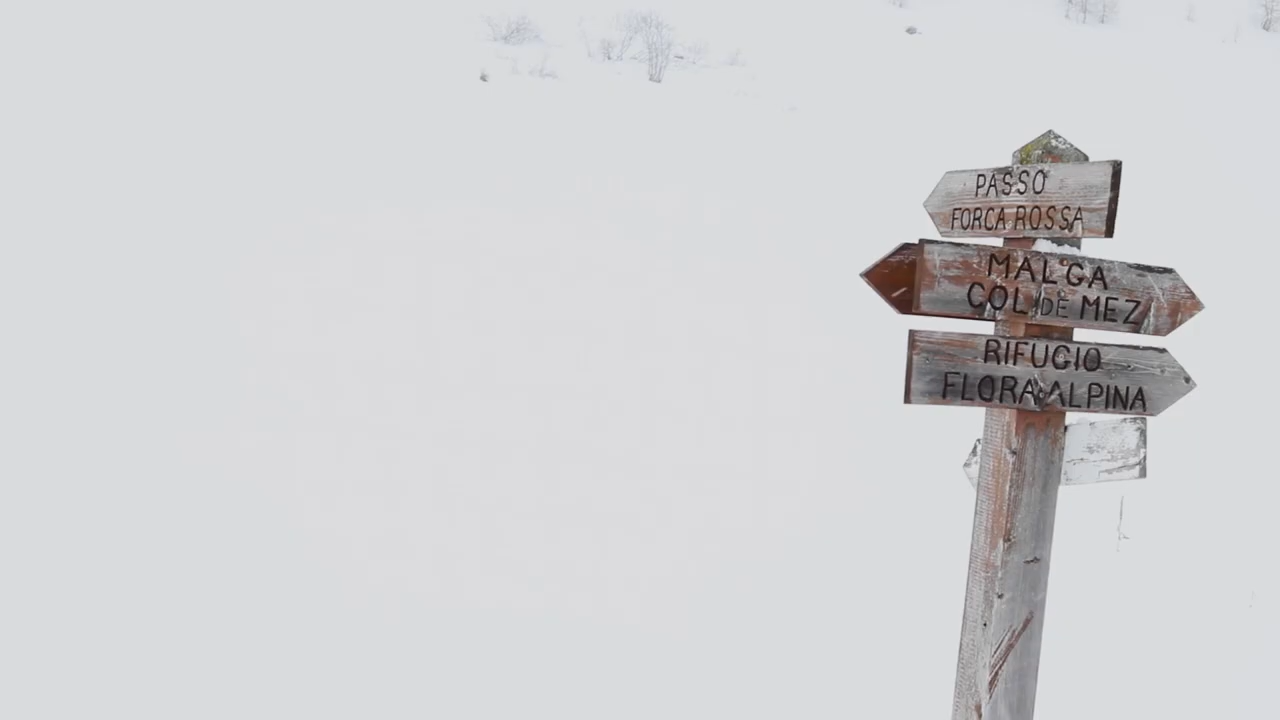 PASSO
FORCA ROSSA
MALGA
COL DE MEZ
RIFUGIO
FLORA ALPINA